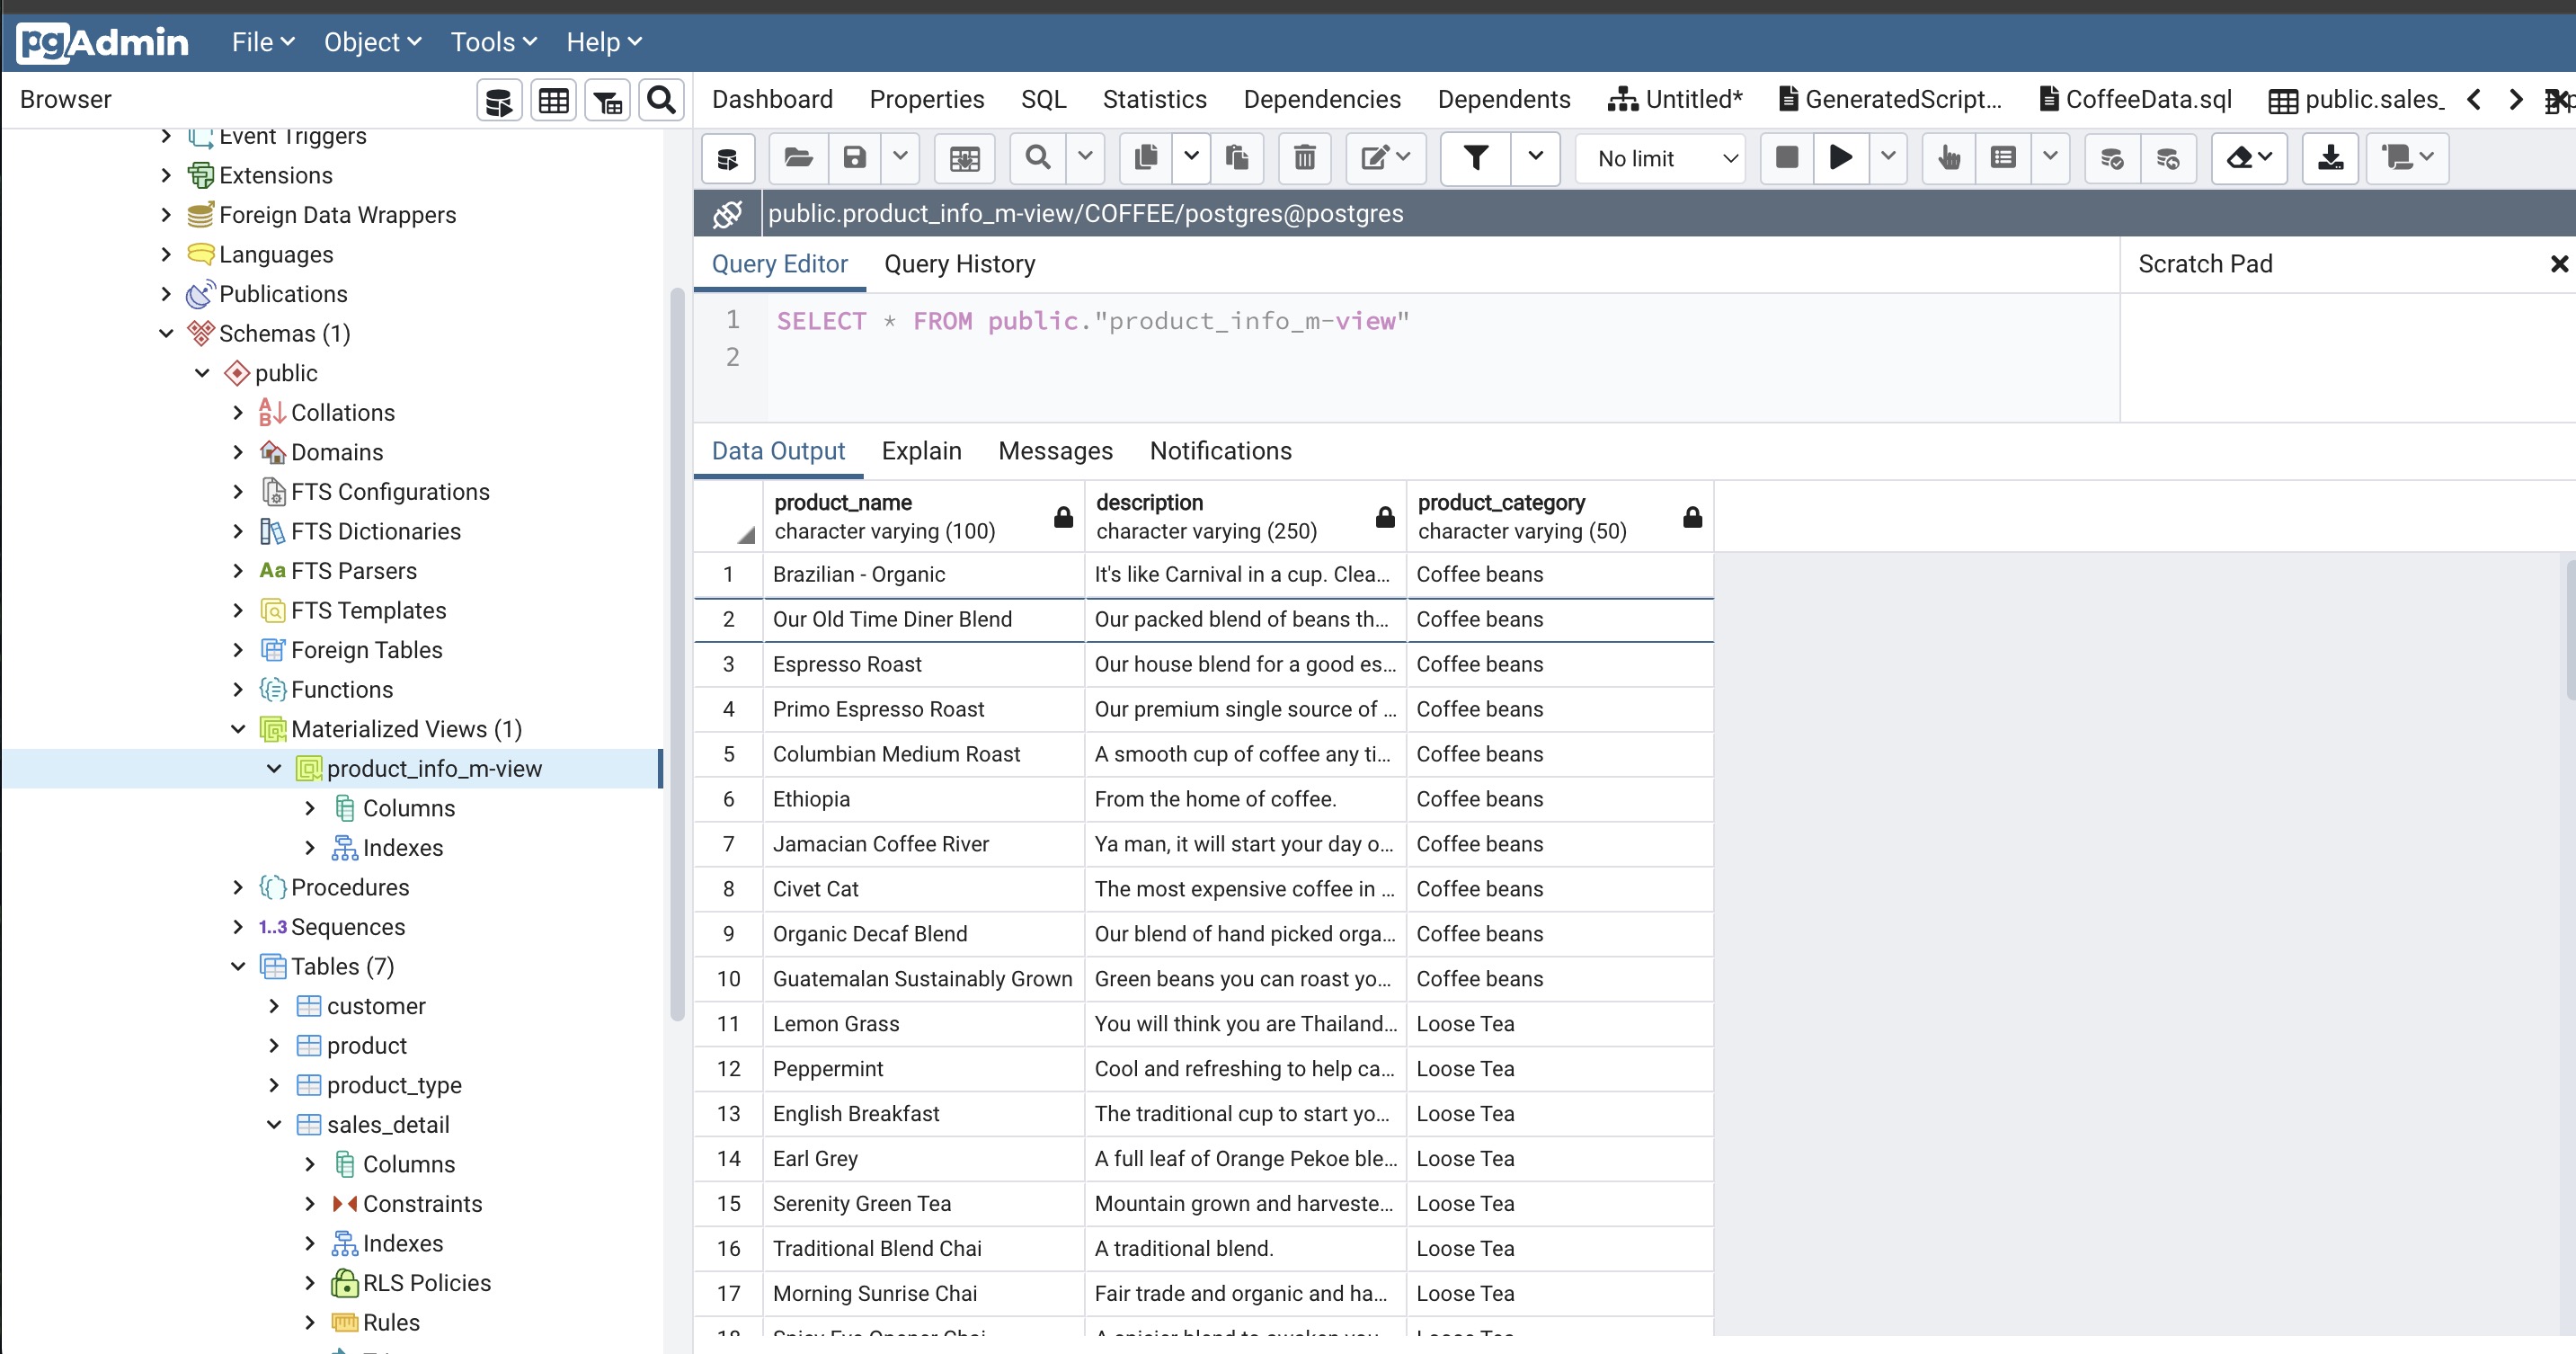 pgAdmin File Object Tools Help
Browser
Dashboard Properties SQL Statistics Dependencies Dependents Untitled* GeneratedScript... CoffeeData.sql public.sales_
Event Triggers
Extensions
Foreign Data Wrappers
Languages
Publications
Schemas (1)
public
Collations
Domains
FTS Configurations
FTS Dictionaries
Aa FTS Parsers
FTS Templates
Foreign Tables
Functions
Materialized Views (1)
product_info_m-view
Columns
Indexes
Procedures
1..3 Sequences
Tables (7)
customer
product
product_type
sales_detail
Columns
Constraints
Indexes
RLS Policies
Rules
No limit
public.product_info_m-view/COFFEE/postgres@postgres
Query Editor Query History
Scratch Pad
1 SELECT * FROM public."product_info_m-view"
2
Data Output Explain Messages Notifications
product_name description product_category
character varying (100) character varying (250) character varying (50)
1 Brazilian - Organic It's like Carnival in a cup. Clea... Coffee beans
2 Our Old Time Diner Blend Our packed blend of beans th... Coffee beans
3 Espresso Roast Our house blend for a good es... Coffee beans
4 Primo Espresso Roast Our premium single source of ... Coffee beans
5 Columbian Medium Roast A smooth cup of coffee any ti... Coffee beans
6 Ethiopia From the home of coffee. Coffee beans
7 Jamacian Coffee River Ya man, it will start your day o... Coffee beans
8 Civet Cat The most expensive coffee in ... Coffee beans
9 Organic Decaf Blend Our blend of hand picked orga... Coffee beans
10 Guatemalan Sustainably Grown Green beans you can roast yo... Coffee beans
11 Lemon Grass You will think you are Thailand... Loose Tea
12 Peppermint Cool and refreshing to help ca... Loose Tea
13 English Breakfast The traditional cup to start yo... Loose Tea
14 Earl Grey A full leaf of Orange Pekoe ble... Loose Tea
15 Serenity Green Tea Mountain grown and harveste... Loose Tea
16 Traditional Blend Chai A traditional blend. Loose Tea
17 Morning Sunrise Chai Fair trade and organic and ha... Loose Tea